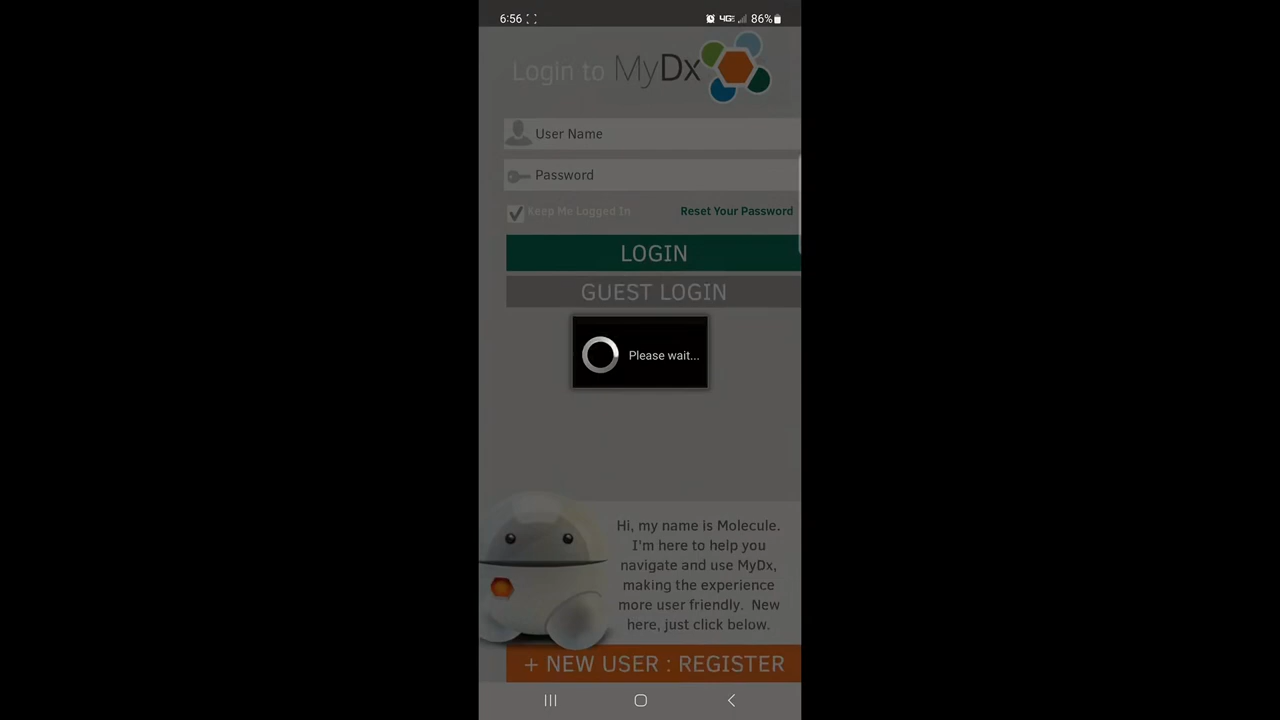 6:56 4G 86%
Login to MyDx
User Name
Password
Keep Me Logged In Reset Your Password
LOGIN
GUEST LOGIN
Please wait...
Hi, my name is Molecule.
I'm here to help you
navigate and use MyDx,
making the experience
more user friendly. New
here, just click below.
+ NEW USER : REGISTER